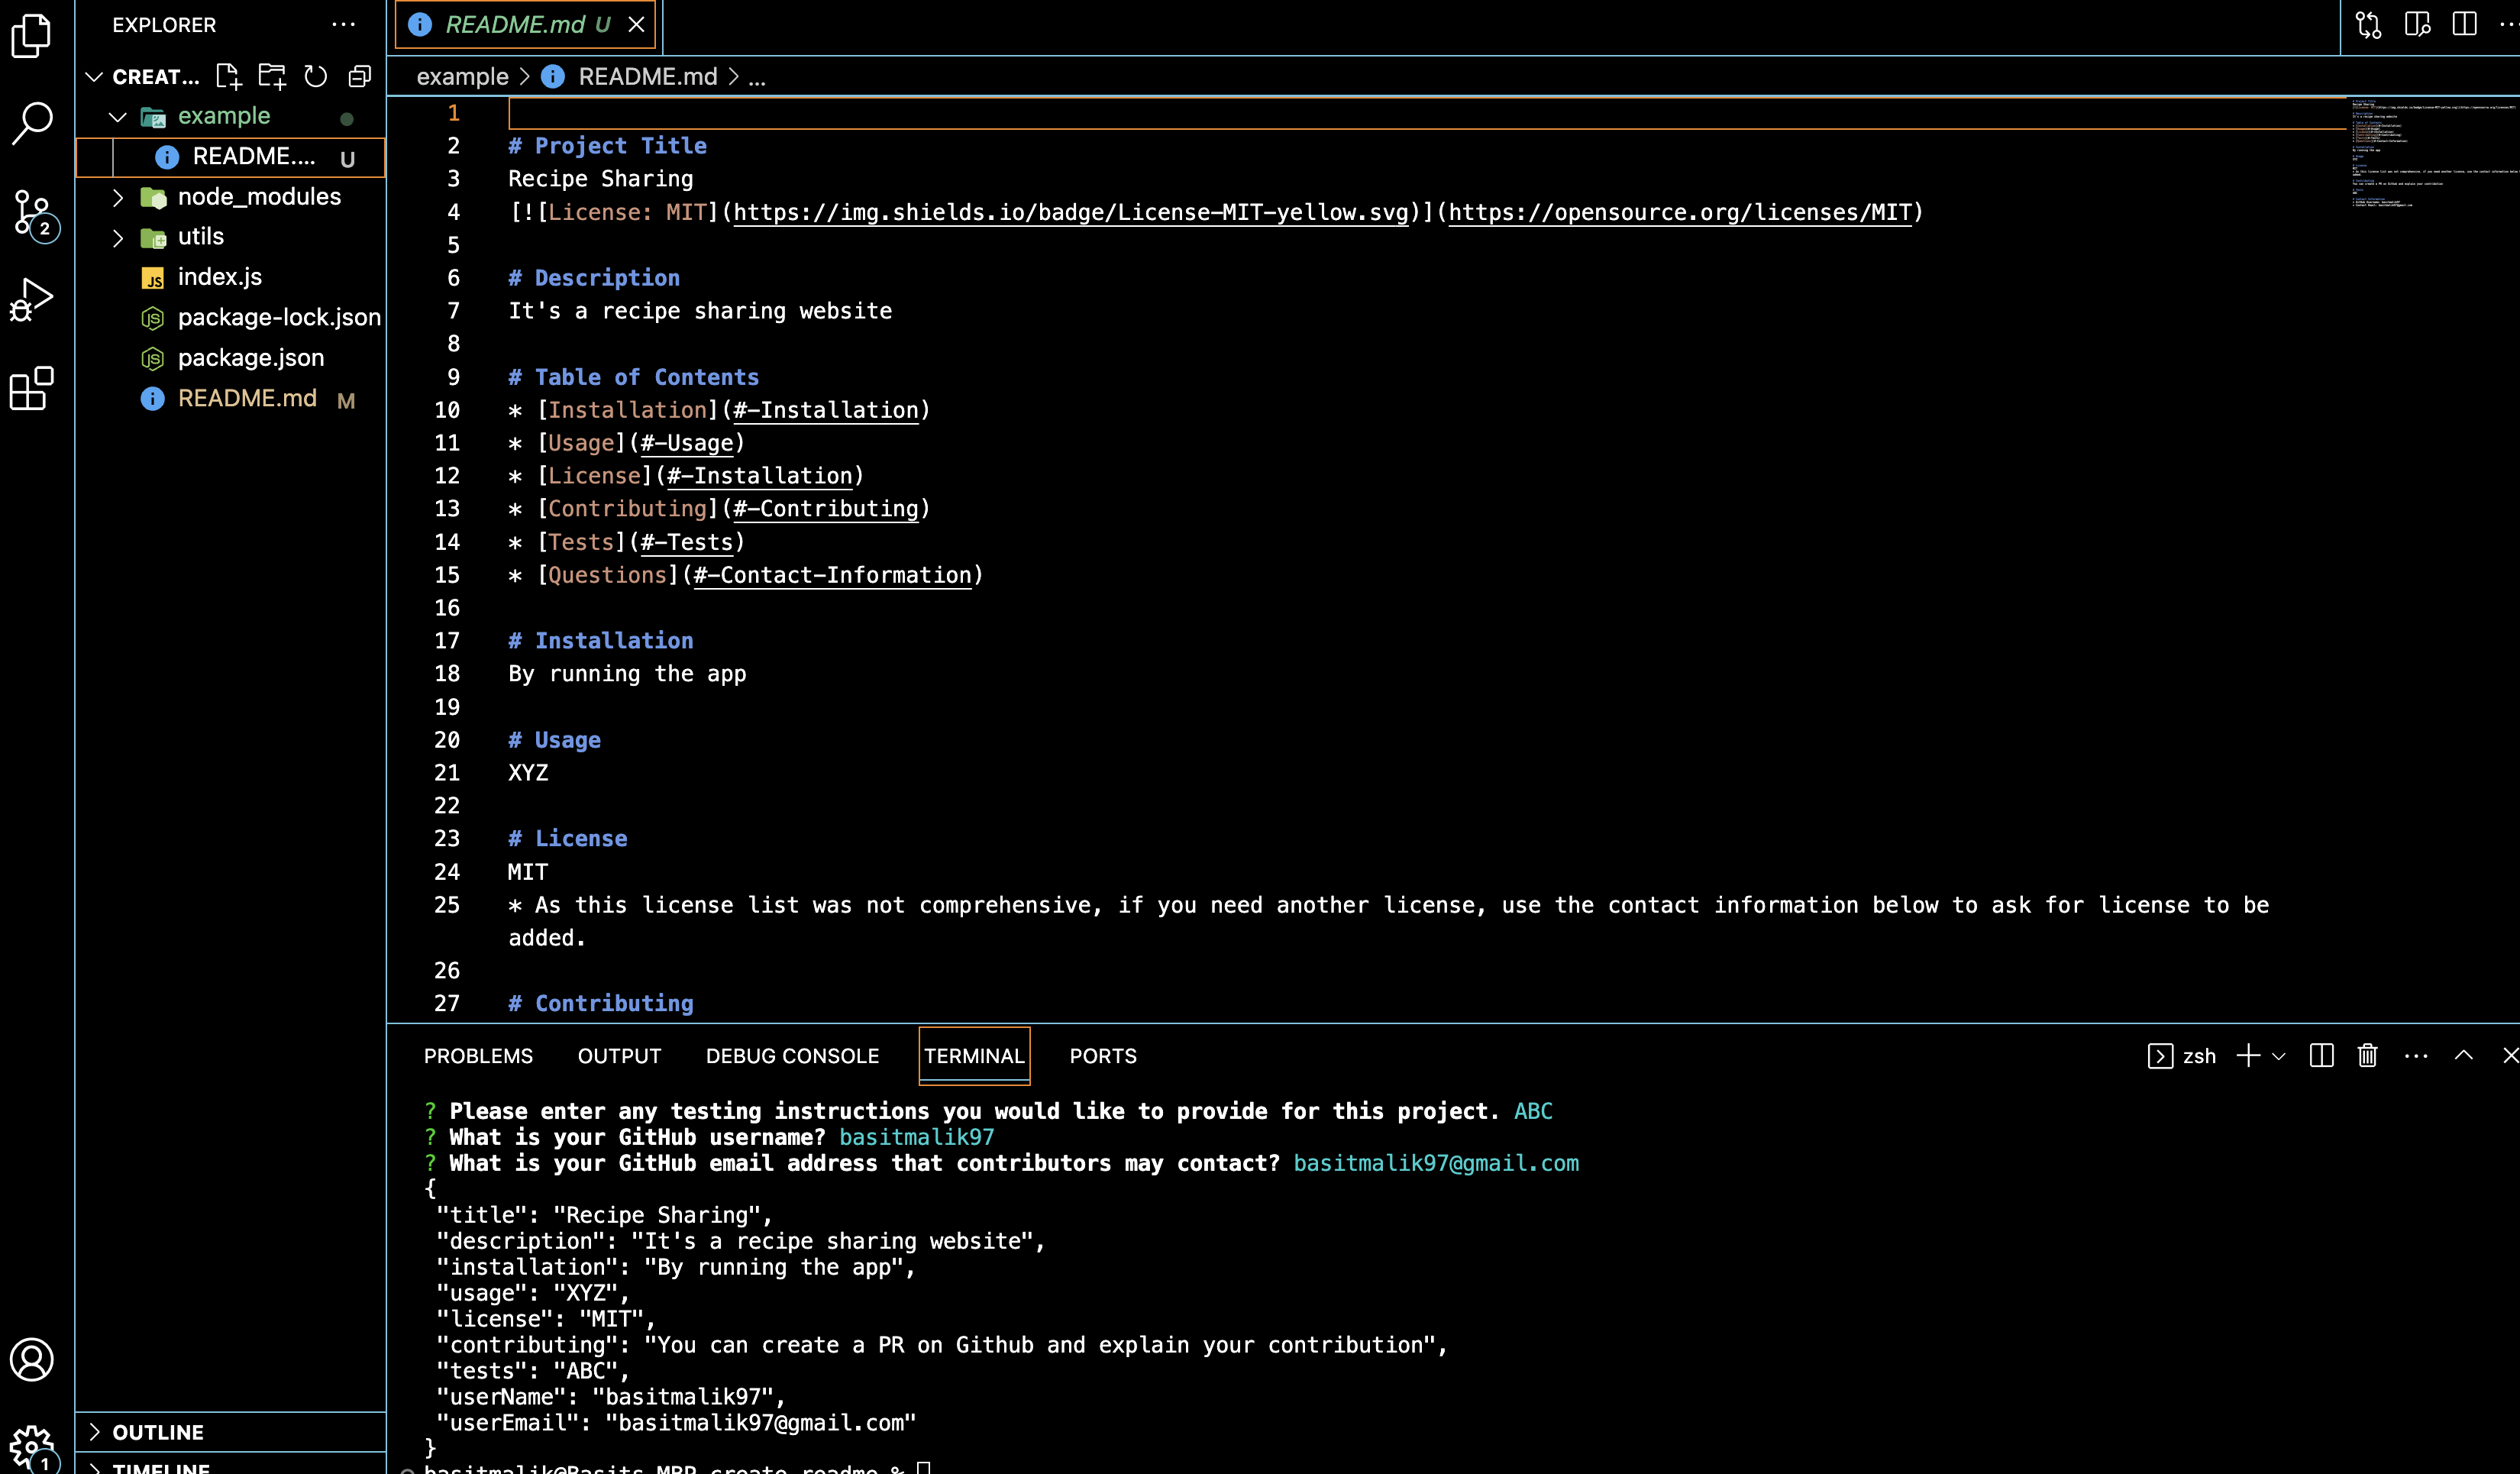 EXPLORER
CREAT...
example
README.... U
node_modules
utils
index.js
package-lock.json
package.json
README.md M
OUTLINE
TIMELINE
2
1
README.md U
example > README.md > ...
1
2 # Project Title
3 Recipe Sharing
4 [![License: MIT](https://img.shields.io/badge/License-MIT-yellow.svg)](https://opensource.org/licenses/MIT)
5
6 # Description
7 It's a recipe sharing website
8
9 # Table of Contents
10 * [Installation](#-Installation)
11 * [Usage](#-Usage)
12 * [License](#-Installation)
13 * [Contributing](#-Contributing)
14 * [Tests](#-Tests)
15 * [Questions](#-Contact-Information)
16
17 # Installation
18 By running the app
19
20 # Usage
21 XYZ
22
23 # License
24 MIT
25 * As this license list was not comprehensive, if you need another license, use the contact information below to ask for license to be
added.
26
27 # Contributing
PROBLEMS OUTPUT DEBUG CONSOLE TERMINAL PORTS
zsh
? Please enter any testing instructions you would like to provide for this project. ABC
? What is your GitHub username? basitmalik97
? What is your GitHub email address that contributors may contact? basitmalik97@gmail.com
{
"title": "Recipe Sharing",
"description": "It's a recipe sharing website",
"installation": "By running the app",
"usage": "XYZ",
"license": "MIT",
"contributing": "You can create a PR on Github and explain your contribution",
"tests": "ABC",
"userName": "basitmalik97",
"userEmail": "basitmalik97@gmail.com"
}
basitmalik@Basits-MBP create-readme %